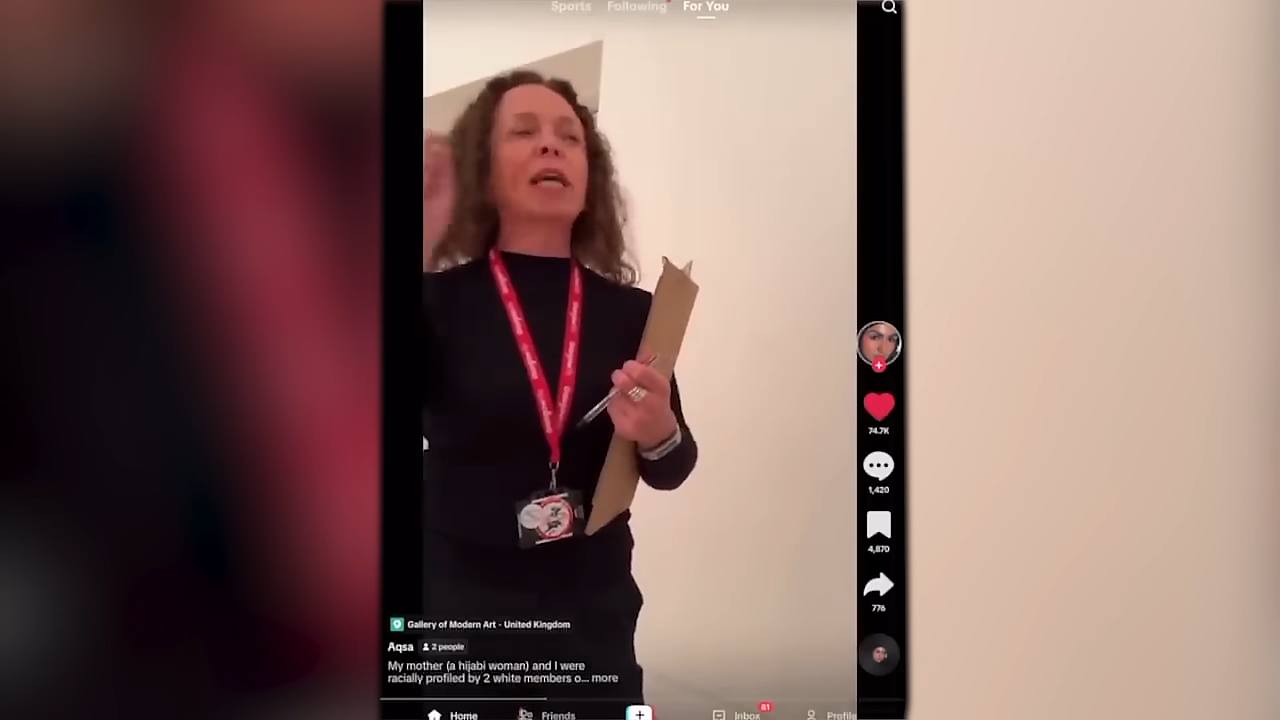 Sports Following For You
74.7K
1,420
4,870
776
Gallery of Modern Art - United Kingdom
Aqsa 2 people
My mother (a hijabi woman) and I were
racially profiled by 2 white members o... more
Home Friends Inbox 81 Profile